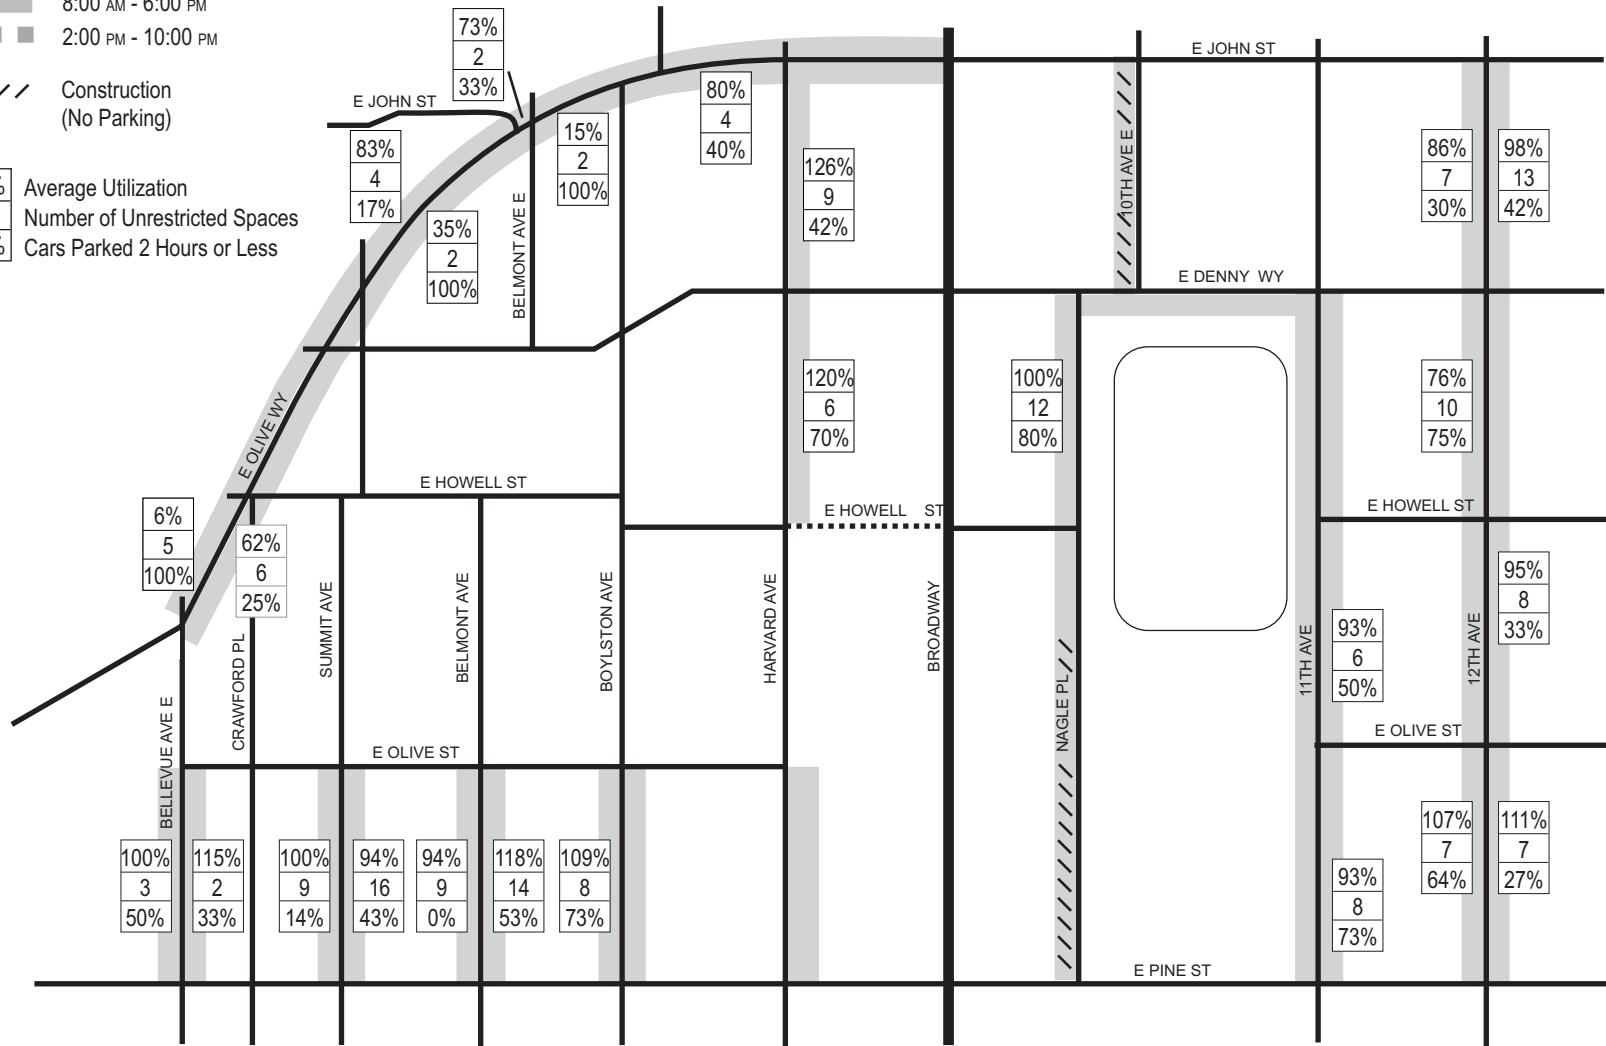 8:00 AM - 6:00 PM
2:00 PM - 10:00 PM
Construction
(No Parking)
%
Average Utilization
Number of Unrestricted Spaces
%
Cars Parked 2 Hours or Less
73%
2
33%
E JOHN ST
E JOHN ST
83%
4
17%
15%
2
100%
80%
4
40%
35%
2
100%
BELMONT AVE E
126%
9
42%
10TH AVE E
86%
7
30%
98%
13
42%
E DENNY WY
E OLIVE WY
120%
6
70%
100%
12
80%
76%
10
75%
E HOWELL ST
E HOWELL ST
E HOWELL ST
6%
5
100%
62%
6
25%
95%
8
33%
93%
6
50%
BELLEVUE AVE E
CRAWFORD PL
SUMMIT AVE
BELMONT AVE
BOYLSTON AVE
HARVARD AVE
BROADWAY
NAGLE PL
11TH AVE
12TH AVE
E OLIVE ST
E OLIVE ST
100%
3
50%
115%
2
33%
100%
9
14%
94%
16
43%
94%
9
0%
118%
14
53%
109%
8
73%
93%
8
73%
107%
7
64%
111%
7
27%
E PINE ST